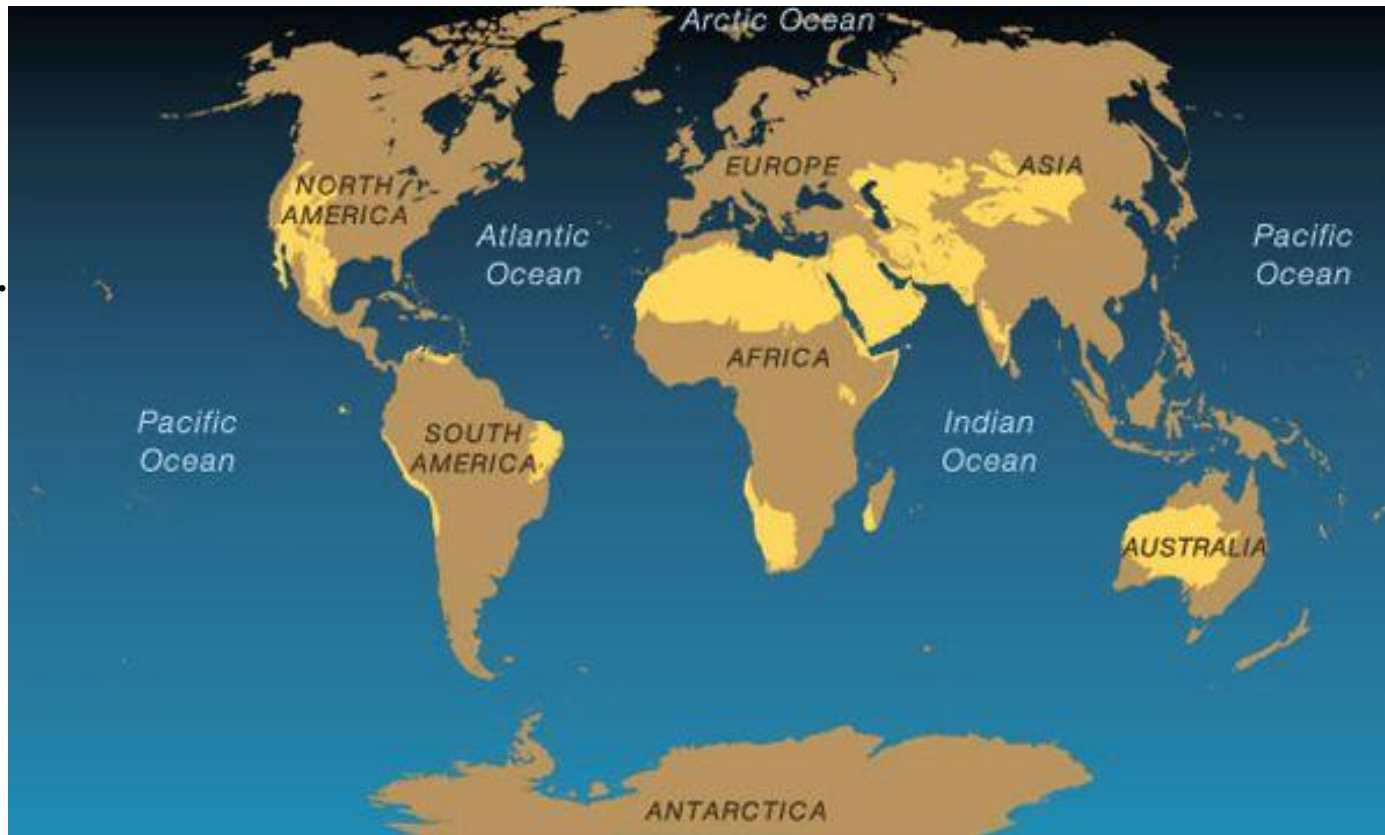 Arctic Ocean
EUROPE
ASIA
NORTH
AMERICA
Atlantic
Ocean
Pacific
Ocean
AFRICA
Pacific
Ocean
SOUTH
AMERICA
Indian
Ocean
AUSTRALIA
ANTARCTICA